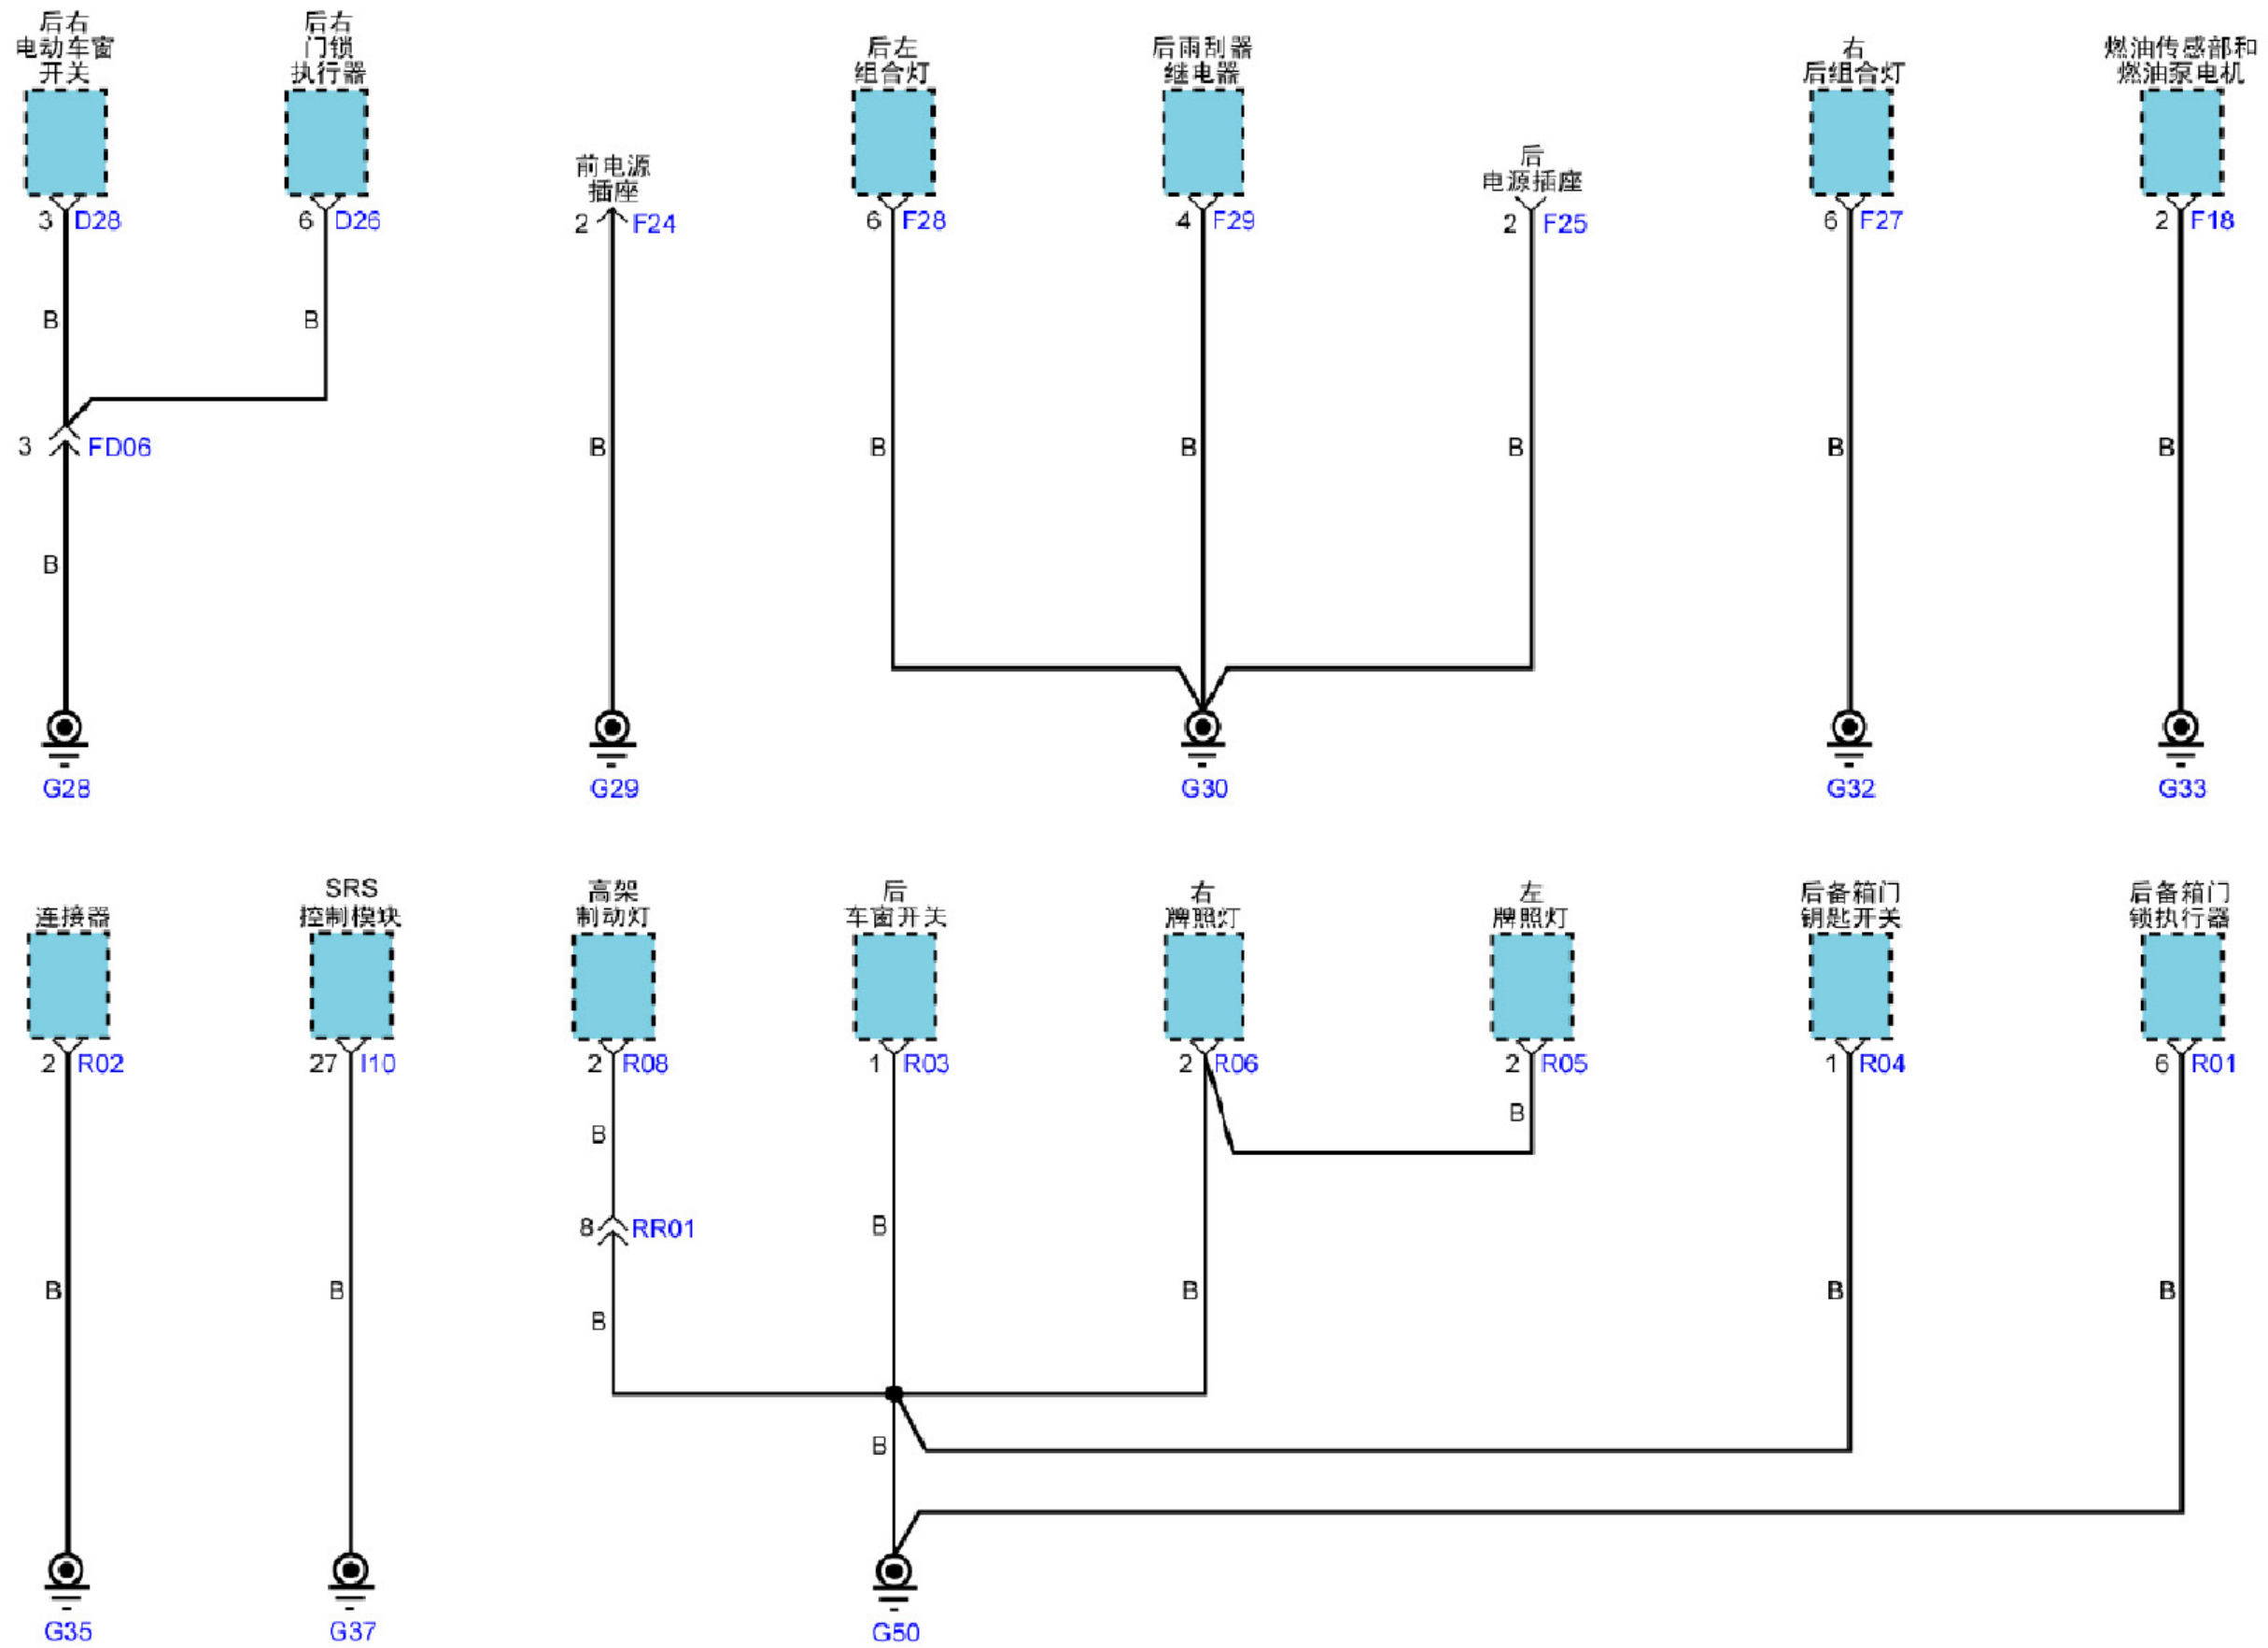 后右
电动车窗
开关
3 D28
后右
门锁
执行器
6 D26
前电源
插座
2 F24
后左
组合灯
6 F28
后雨刮器
继电器
4 F29
后
电源插座
2 F25
右
后组合灯
6 F27
燃油传感部和
燃油泵电机
2 F18
B
B
3 FD06
B
B
B
B
B
B
B
G28
G29
G30
G32
G33
连接器
2 R02
SRS
控制模块
27 I10
高架
制动灯
2 R08
后
车窗开关
1 R03
右
牌照灯
2 R06
左
牌照灯
2 R05
后备箱门
钥匙开关
1 R04
后备箱门
锁执行器
6 R01
B
B
8 RR01
B
B
B
B
B
B
B
B
G35
G37
G50